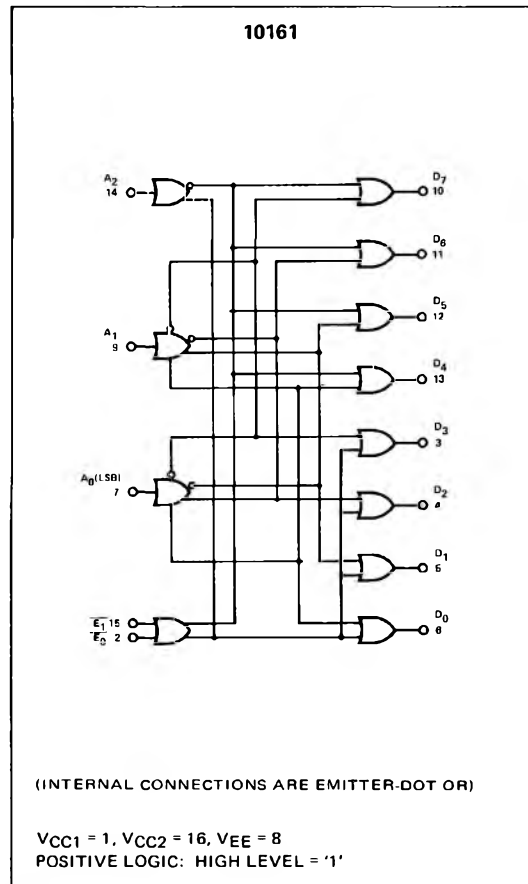 10161
A2
14
D7
10
D6
11
D5
12
A1
9
D4
13
D3
3
A0(LSB)
7
D2
4
D1
5
E1 15
E0 2
D0
6
(INTERNAL CONNECTIONS ARE EMITTER-DOT OR)
VCC1 = 1, VCC2 = 16, VEE = 8
POSITIVE LOGIC: HIGH LEVEL = '1'